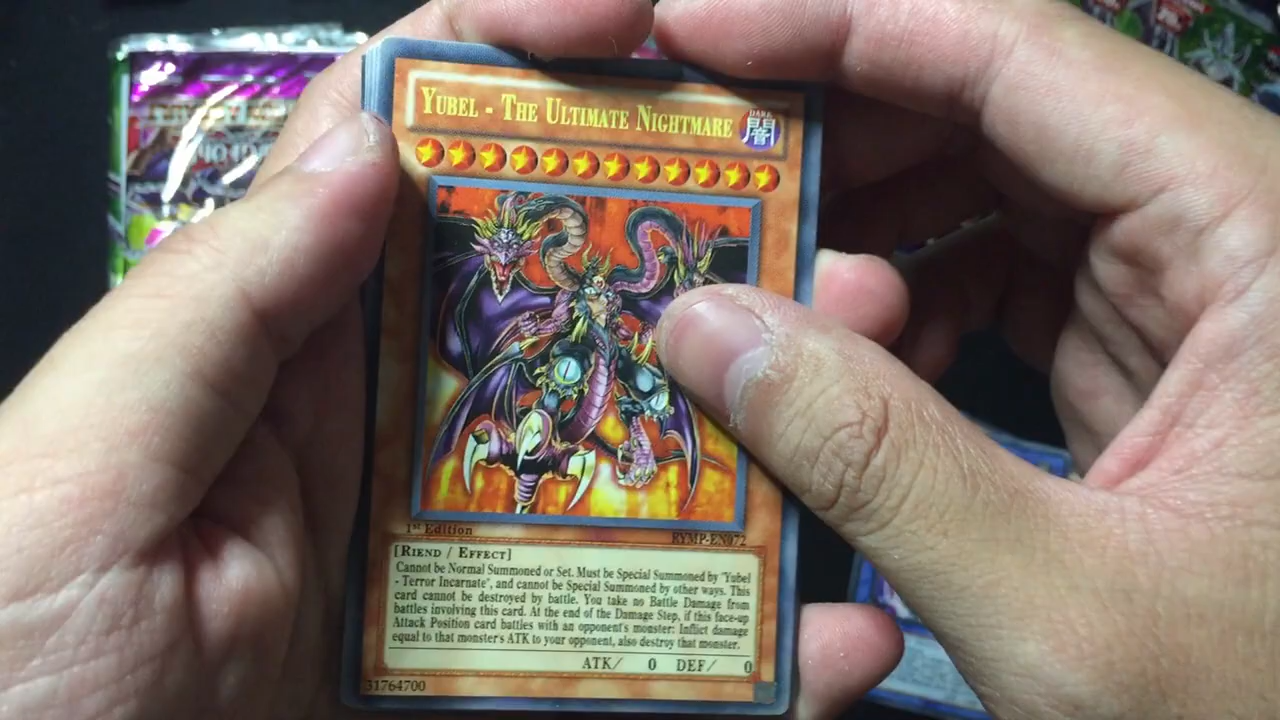 YUBEL - THE ULTIMATE NIGHTMARE
DARK
闇
1st Edition
RYMP-EN072
[RIEND / EFFECT]
Cannot be Normal Summoned or Set. Must be Special Summoned by "Yubel
- Terror Incarnate", and cannot be Special Summoned by other ways. This
card cannot be destroyed by battle. You take no Battle Damage from
battles involving this card. At the end of the Damage Step, if this face-up
Attack Position card battles with an opponent's monster: Inflict damage
equal to that monster's ATK to your opponent, also destroy that monster.
ATK/ 0 DEF/ 0
31764700